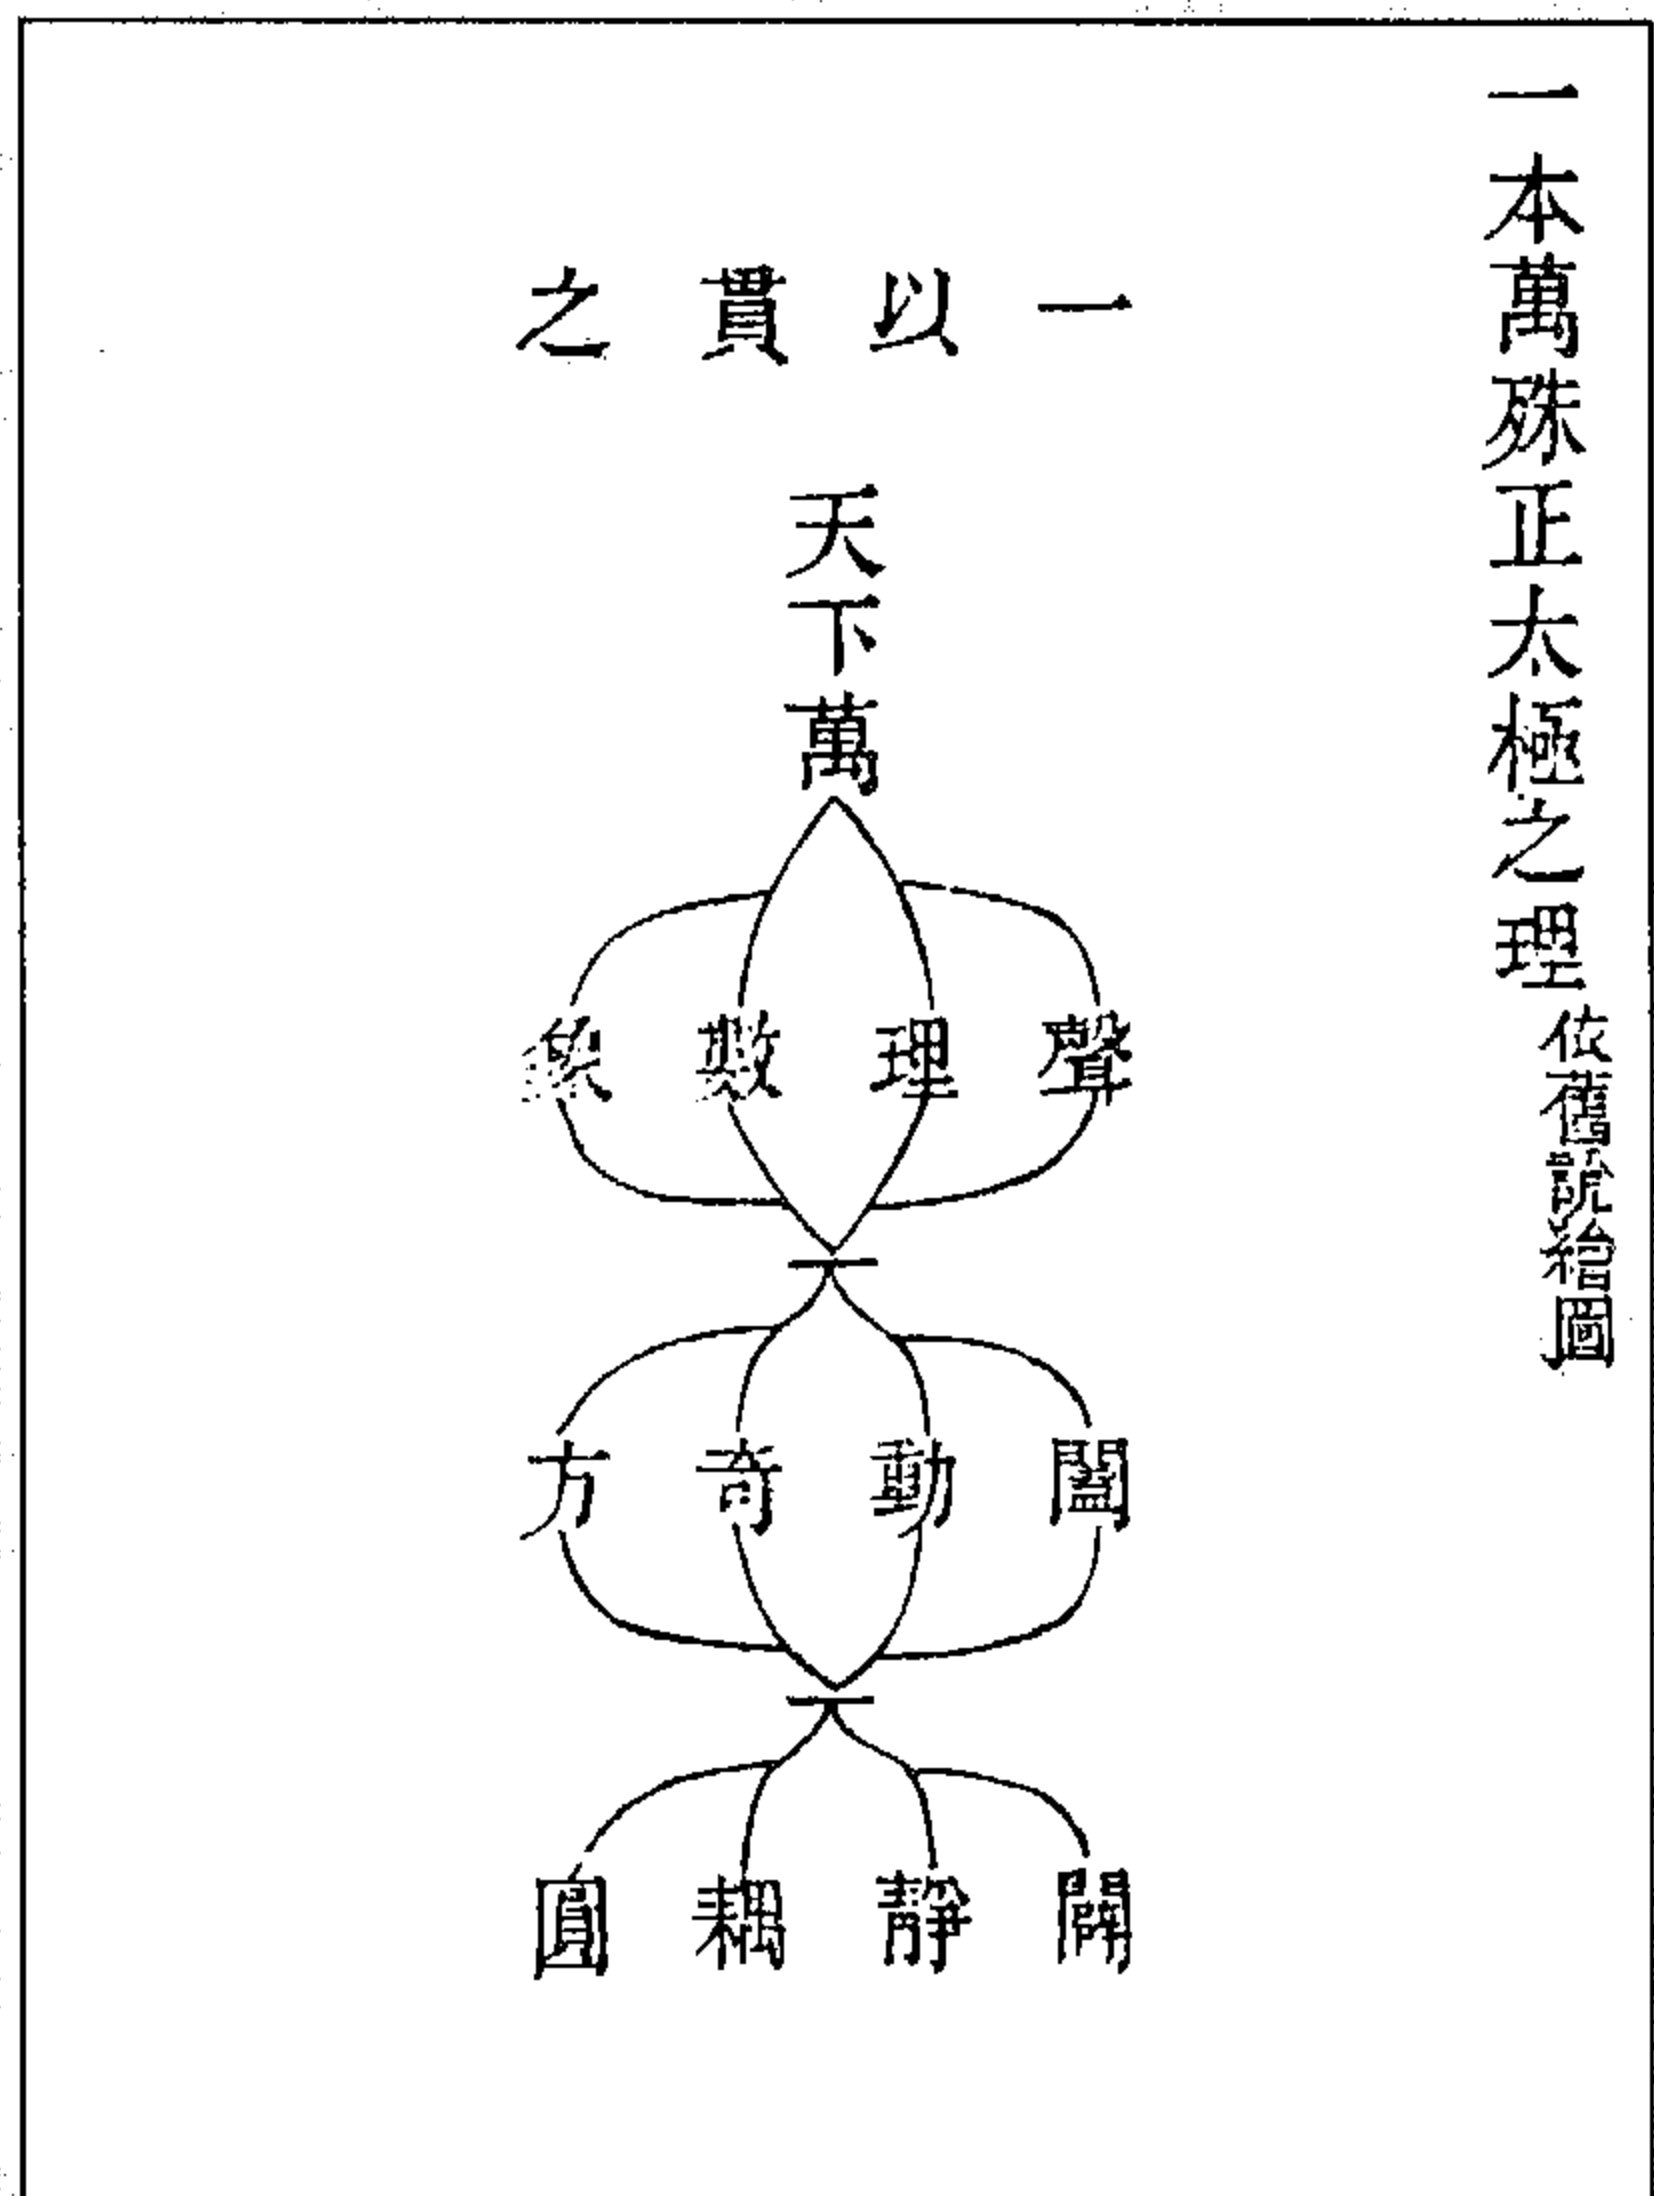 一本萬殊正太極之理 依舊說繪圖
一以貫之
天下萬
聲理數象
一
闔動奇方
一
闢靜耦圓